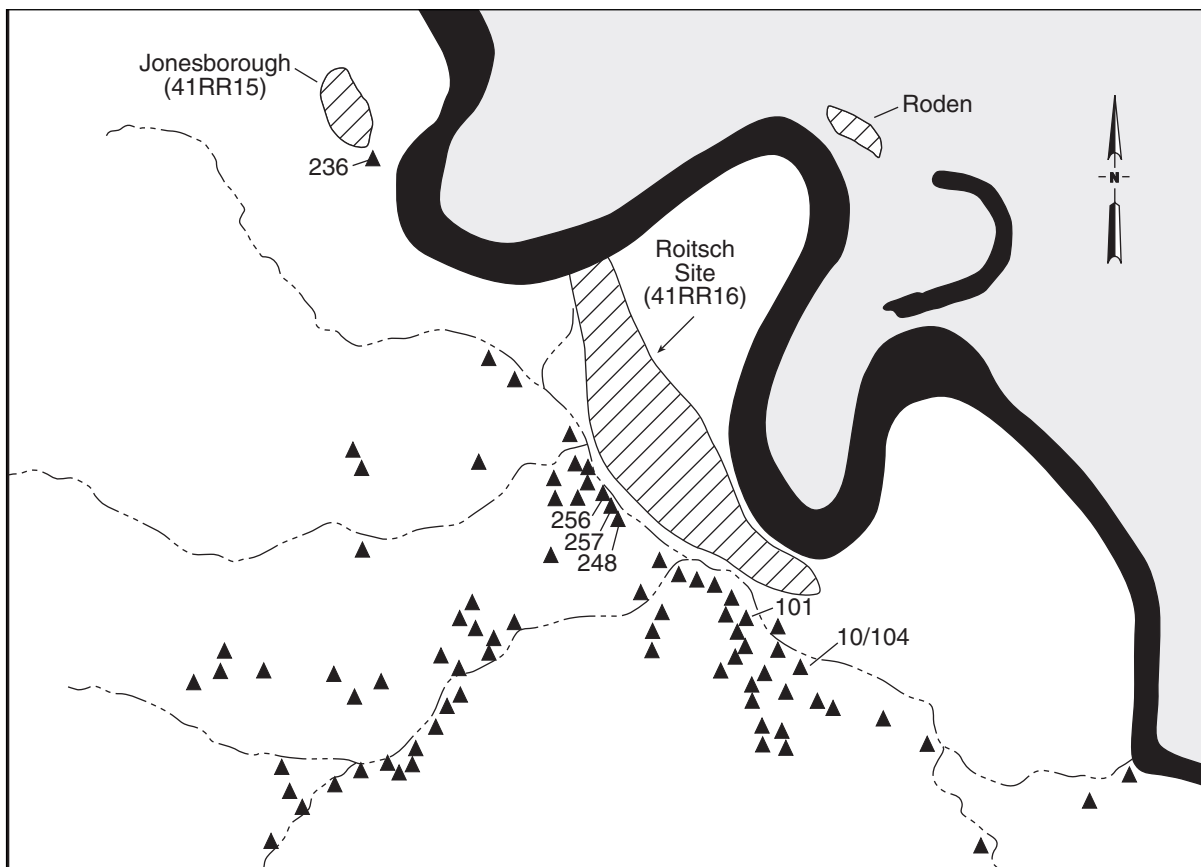 Jonesborough
(41RR15)
236
Roden
N
Roitsch
Site
(41RR16)
256
257
248
101
10/104